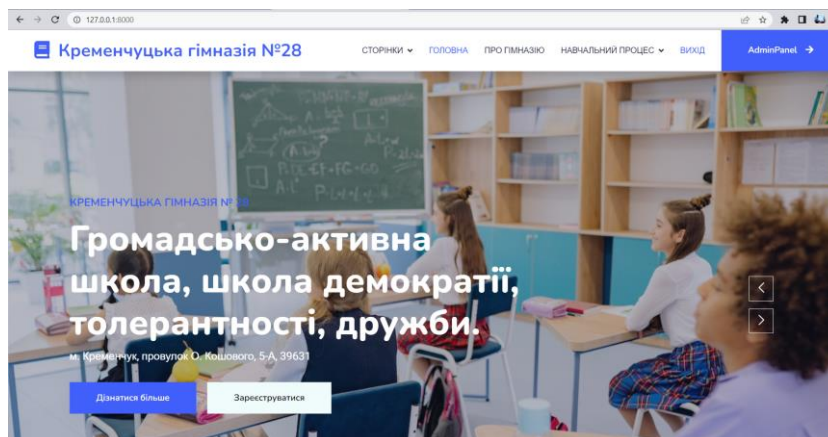 127.0.0.1:8000
Кременчуцька гімназія №28
СТОРІНКИ
ГОЛОВНА
ПРО ГІМНАЗІЮ
НАВЧАЛЬНИЙ ПРОЦЕС
ВИХІД
AdminPanel
КРЕМЕНЧУЦЬКА ГІМНАЗІЯ № 28
Громадсько-активна
школа, школа демократії,
толерантності, дружби.
м. Кременчук, провулок О. Кошового, 5-А, 39631
Дізнатися більше
Зареєструватися